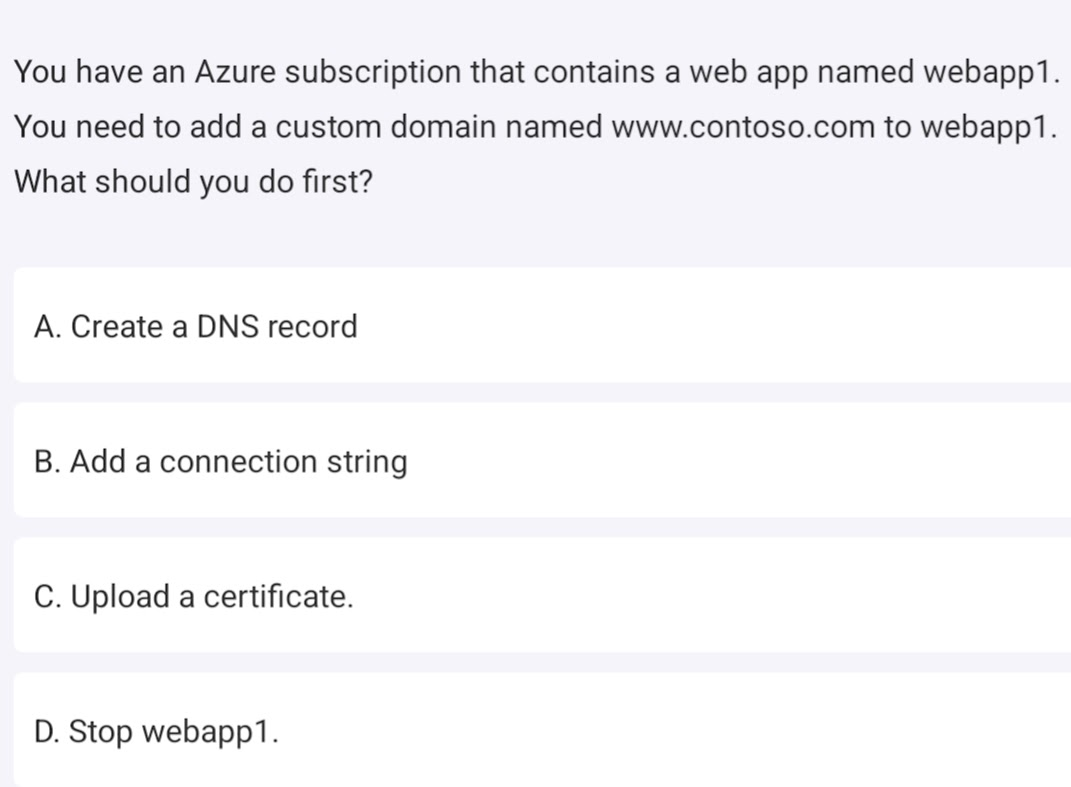 You have an Azure subscription that contains a web app named webapp1.
You need to add a custom domain named www.contoso.com to webapp1.
What should you do first?
A. Create a DNS record
B. Add a connection string
C. Upload a certificate.
D. Stop webapp1.